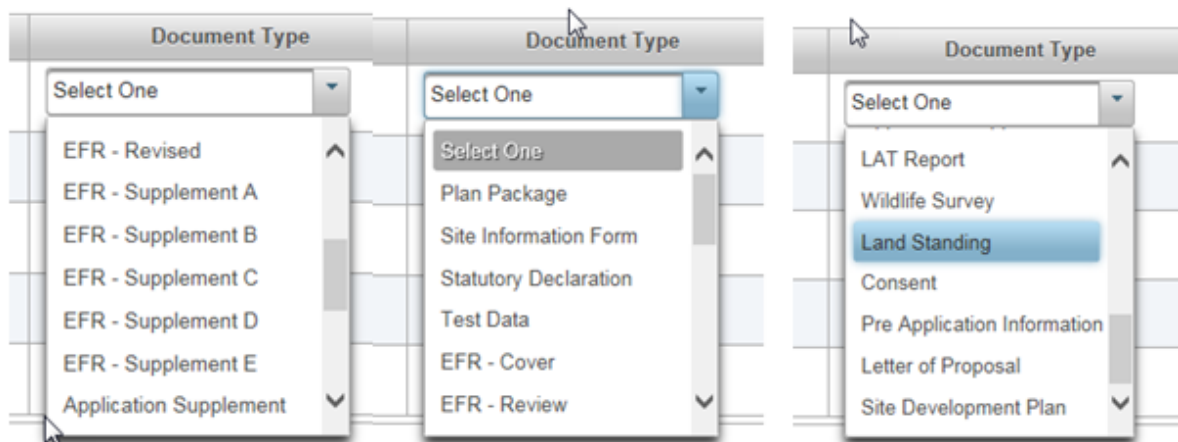 Document Type
Select One
EFR - Revised
EFR - Supplement A
EFR - Supplement B
EFR - Supplement C
EFR - Supplement D
EFR - Supplement E
Application Supplement
Document Type
Select One
Select One
Plan Package
Site Information Form
Statutory Declaration
Test Data
EFR - Cover
EFR - Review
Document Type
Select One
LAT Report
Wildlife Survey
Land Standing
Consent
Pre Application Information
Letter of Proposal
Site Development Plan